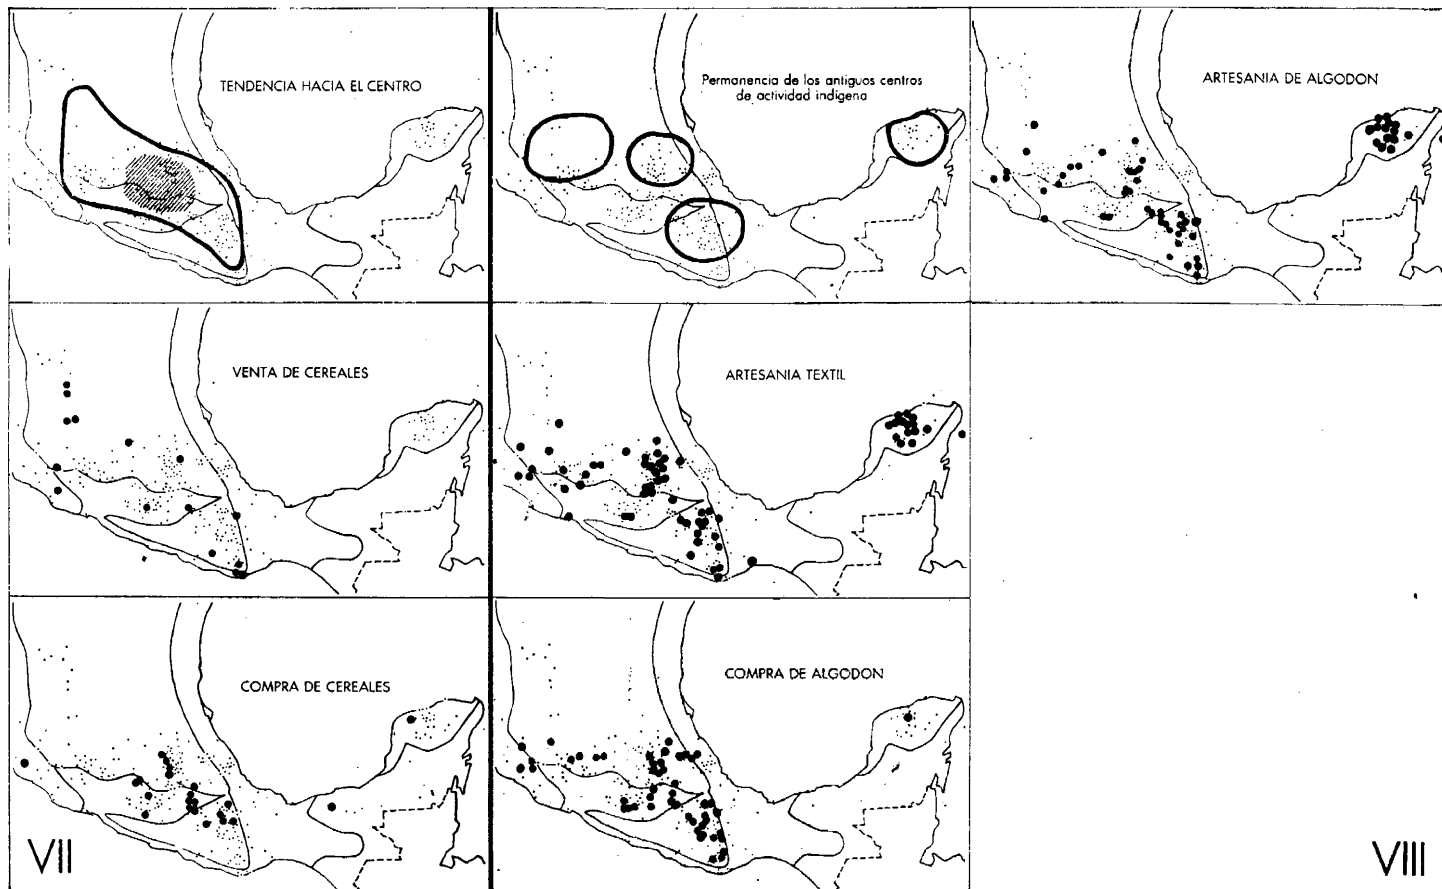 TENDENCIA HACIA EL CENTRO
Permanencia de los antiguos centros
de actividad indígena
ARTESANIA DE ALGODON
VENTA DE CEREALES
ARTESANIA TEXTIL
COMPRA DE CEREALES
COMPRA DE ALGODON
VII
VIII